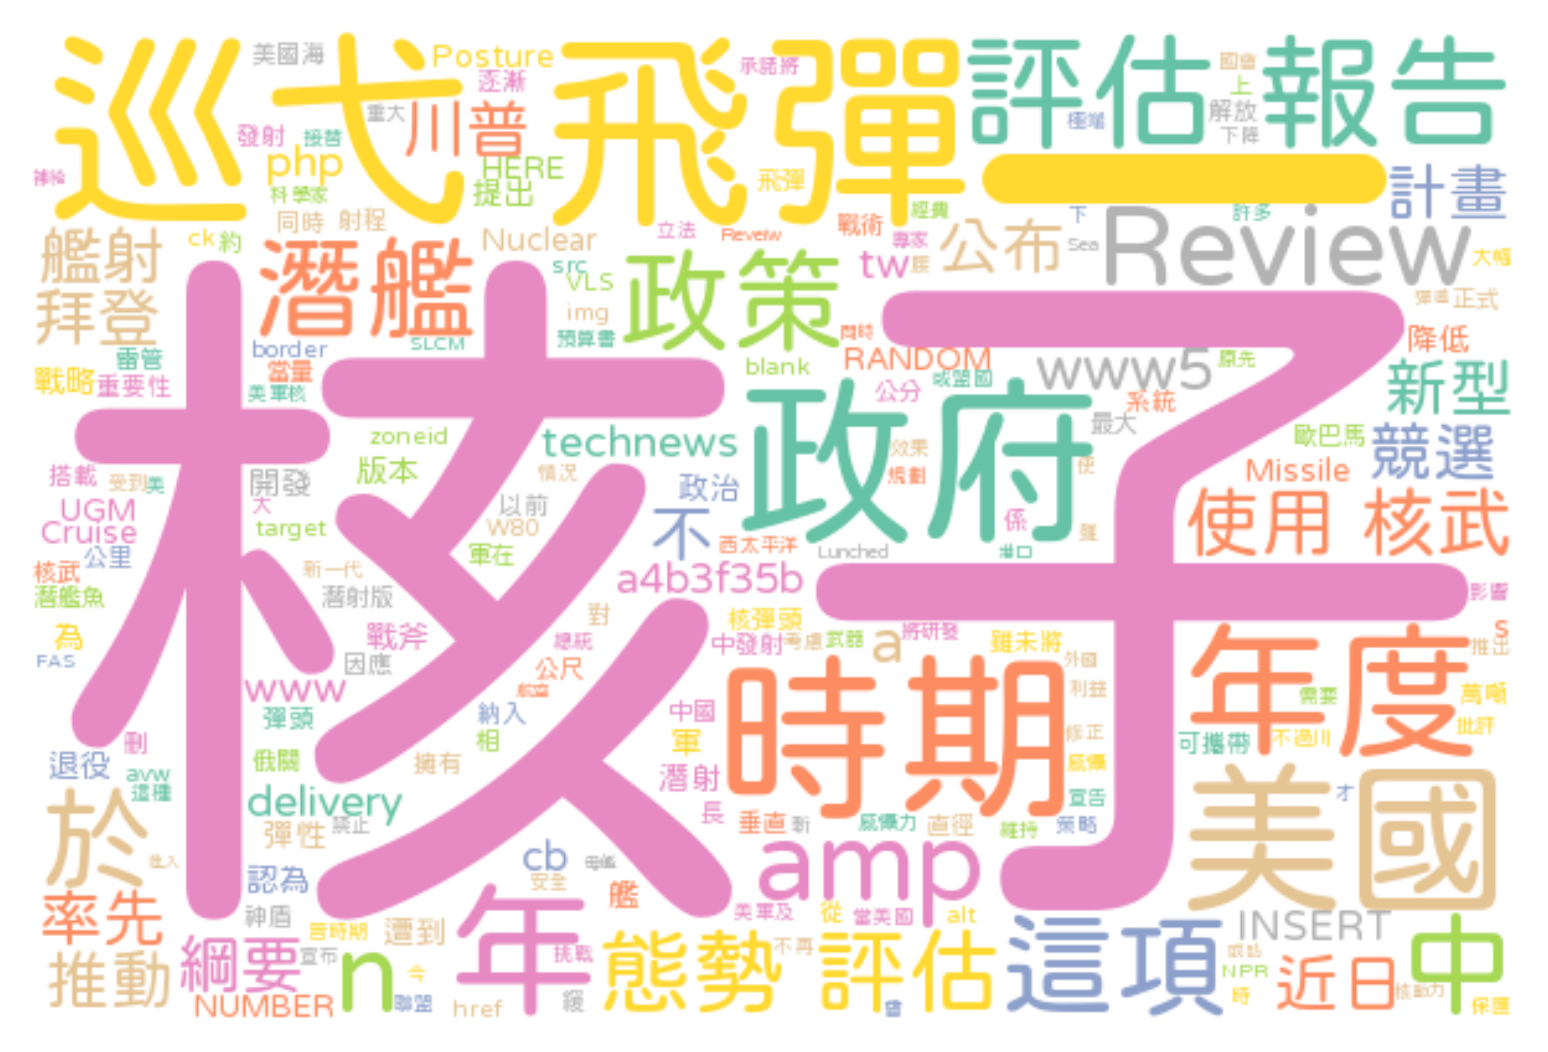 巡弋飛彈
評估報告
一
美國海
Posture
逐漸
承諾將
國會
上
解放
下降
極端
重大
川普
發射
接替
php
HERE
提出
科學家
飛彈
計畫
同時
射程
經費
許多
下
艦射
ck
約
Nuclear
立法
Reveiw
戰術
專家
公布
Sea
Review
大幅
潛艦
src
VLS
img
政策
tw
拜登
正式
border
SLCM
預算書
同時
RANDOM
www5
原先
降低
雷管
戰略
重要性
當量
美軍核
blank
或盟國
公分
系統
新型
核子
政府
最大
zoneid
technews
歐巴馬
競選
版本
情況
效果
規劃
使
Missile
搭載
受到
美
開發
大
以前
政治
UGM
Cruise
target
W80
不
係
使用
核武
公里
軍在
西太平洋
Lunched
港口
核武
新一代
a4b3f35b
影響
潛艦魚
潛射版
對
核彈頭
為
戰斧
總統
中發射
考慮
武器
將研發
a
雖未將
s
推出
FAS
因應
公尺
時期
外國
年度
www
利益
需要
萬噸
彈頭
納入
中國
修正
批評
刪
相
軍
可攜帶
不過川
退役
avw
這種
俄關
擁有
潛射
威懾
美國
於
delivery
長
宣告
才
彈性
禁止
垂直
威懾力
直徑
維持
策略
cb
amp
認為
安全
率先
神盾
艦
美軍及
從
當美國
alt
這項
INSERT
中
遭到
年
推動
綱要
宣布
n
今
挑戰
態勢
不再
評估
NPR
時
近日
核動力
NUMBER
聯盟
href
緩
保護